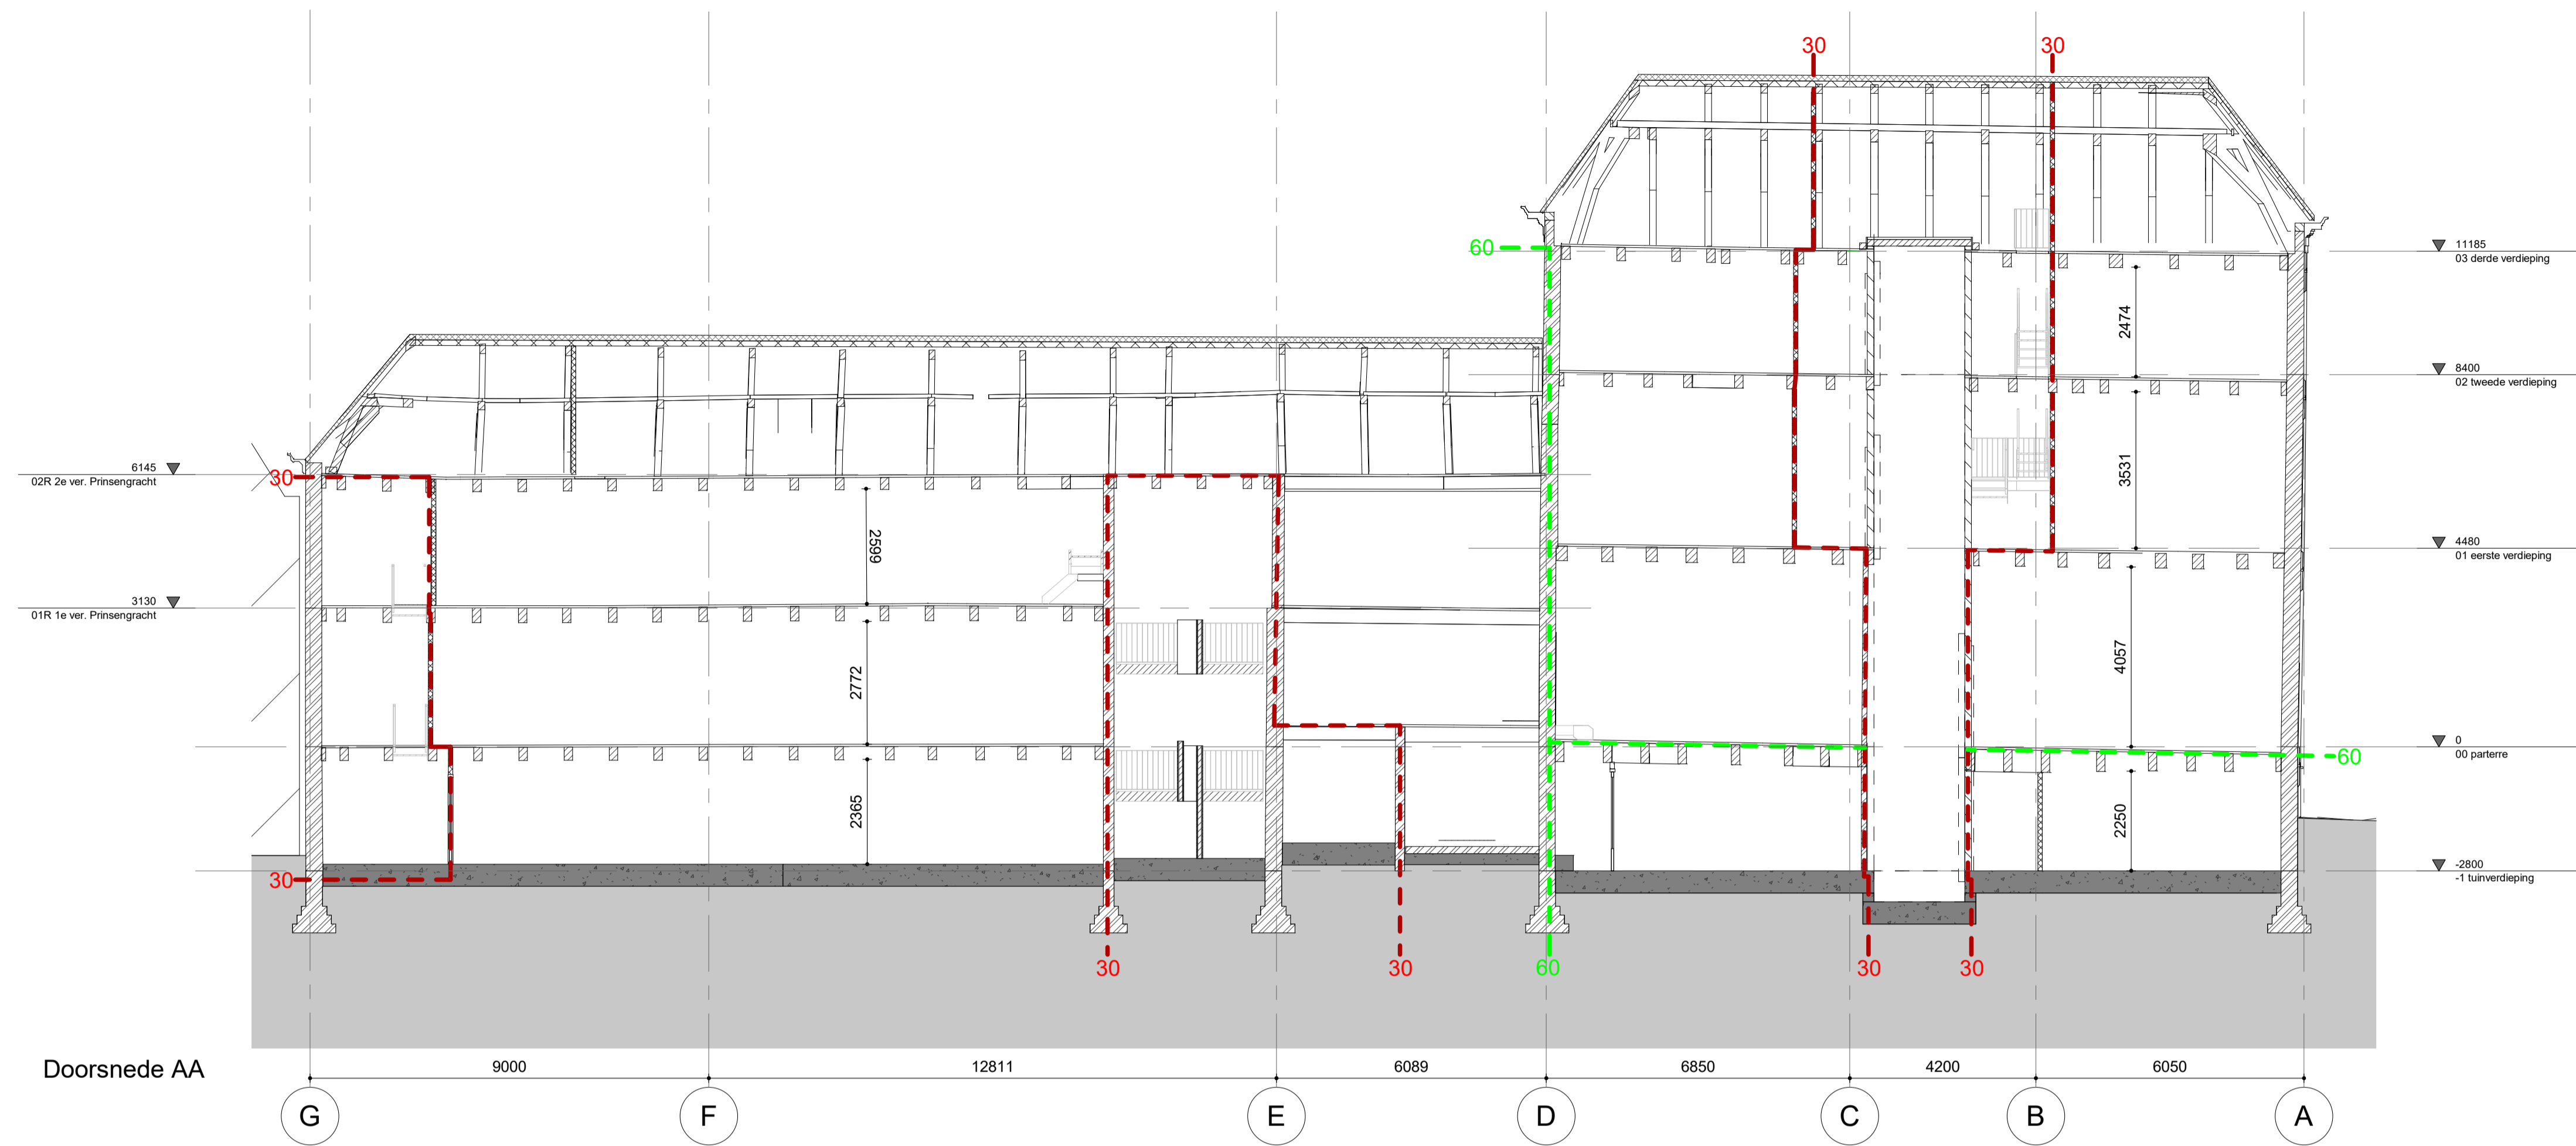 30
30
60
11185
03 derde verdieping
2474
8400
02 tweede verdieping
6145
02R 2e ver. Prinsengracht
30
3531
2599
4480
01 eerste verdieping
3130
01R 1e ver. Prinsengracht
4057
2772
0
00 parterre
60
2365
2250
-2800
-1 tuinverdieping
30
30
30
60
30
30
Doorsnede AA
9000
12811
6089
6850
4200
6050
G
F
E
D
C
B
A